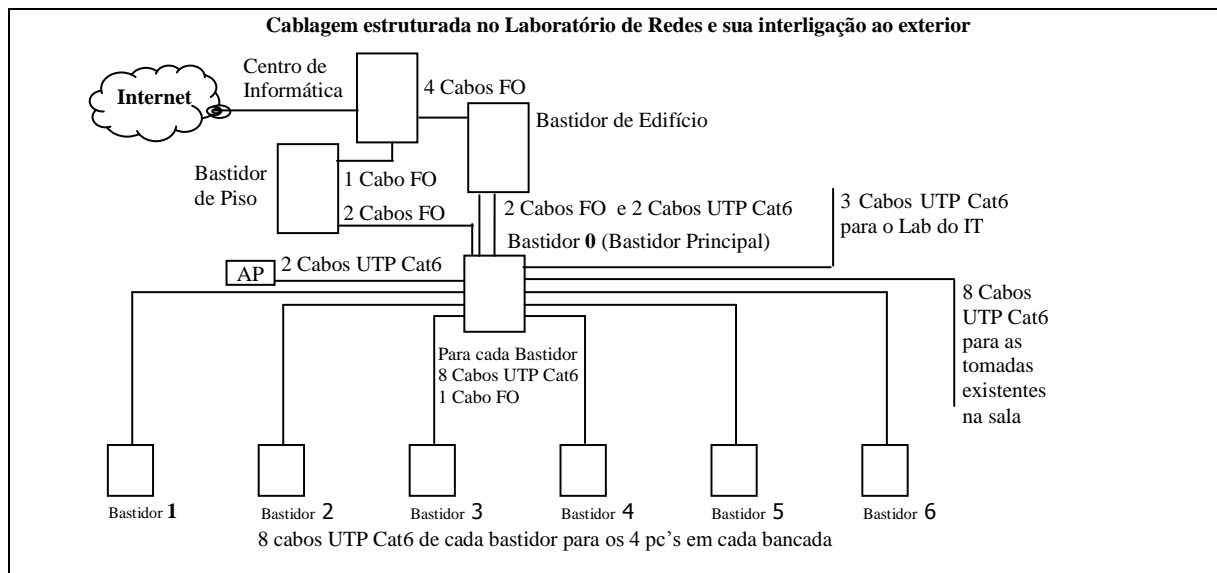 Cablagem estruturada no Laboratório de Redes e sua interligação ao exterior
Internet
Centro de
Informática
4 Cabos FO
Bastidor de Edifício
Bastidor
de Piso
1 Cabo FO
2 Cabos FO
2 Cabos FO e 2 Cabos UTP Cat6
Bastidor 0 (Bastidor Principal)
3 Cabos UTP Cat6
para o Lab do IT
AP
2 Cabos UTP Cat6
8 Cabos
UTP Cat6
para as
tomadas
existentes
na sala
Para cada Bastidor
8 Cabos UTP Cat6
1 Cabo FO
Bastidor 1
Bastidor 2
Bastidor 3
Bastidor 4
Bastidor 5
Bastidor 6
8 cabos UTP Cat6 de cada bastidor para os 4 pc’s em cada bancada